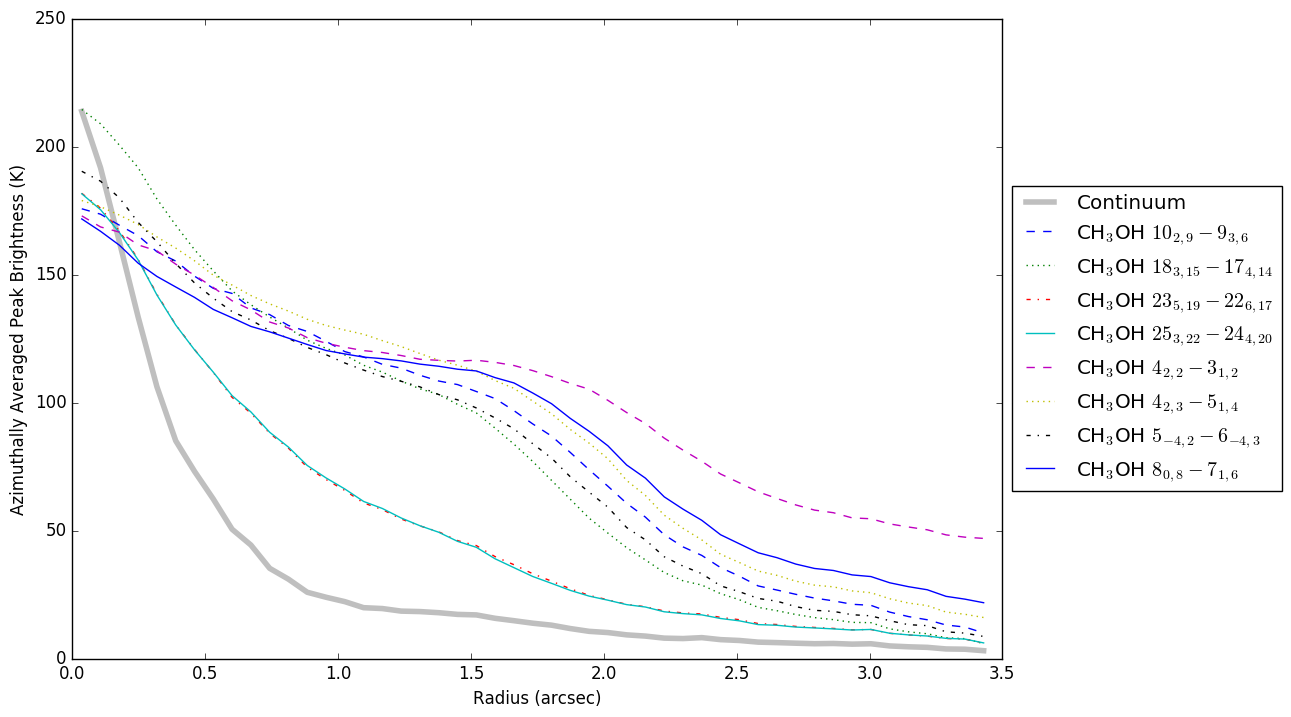 250
200
150
100
50
0
0.0 0.5 1.0 1.5 2.0 2.5 3.0 3.5
Azimuthally Averaged Peak Brightness (K)
Radius (arcsec)
Continuum
CH₃OH 10₂,₉ − 9₃,₆
CH₃OH 18₃,₁₅ − 17₄,₁₄
CH₃OH 23₅,₁₉ − 22₆,₁₇
CH₃OH 25₃,₂₂ − 24₄,₂₀
CH₃OH 4₂,₂ − 3₁,₂
CH₃OH 4₂,₃ − 5₁,₄
CH₃OH 5₋₄,₂ − 6₋₄,₃
CH₃OH 8₀,₈ − 7₁,₆